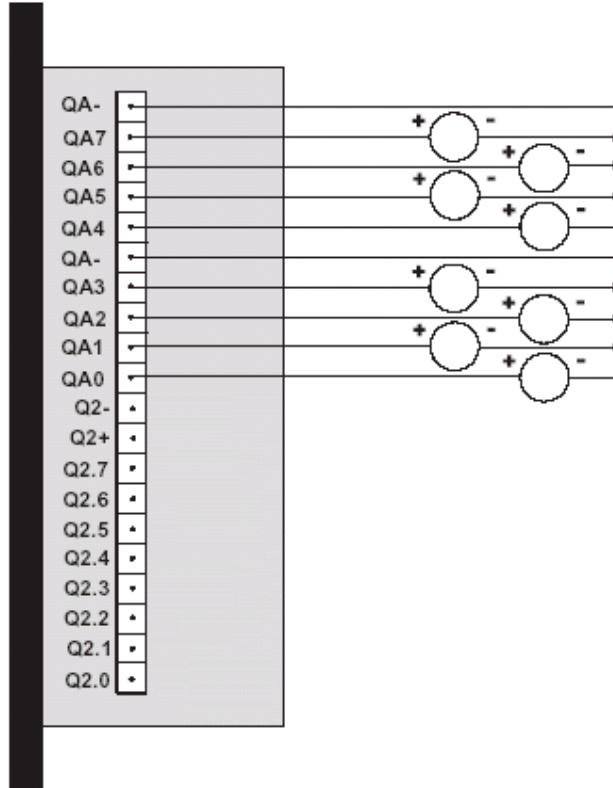 QA-
+ -
QA7
+ -
QA6
+ -
QA5
+ -
QA4
QA-
+ -
QA3
+ -
QA2
+ -
QA1
+ -
QA0
Q2-
Q2+
Q2.7
Q2.6
Q2.5
Q2.4
Q2.3
Q2.2
Q2.1
Q2.0